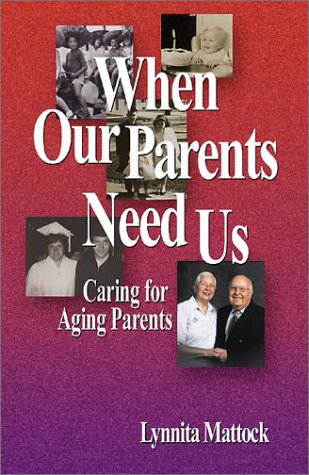 When
Our Parents
Need Us
Caring for
Aging Parents
Lynnita Mattock